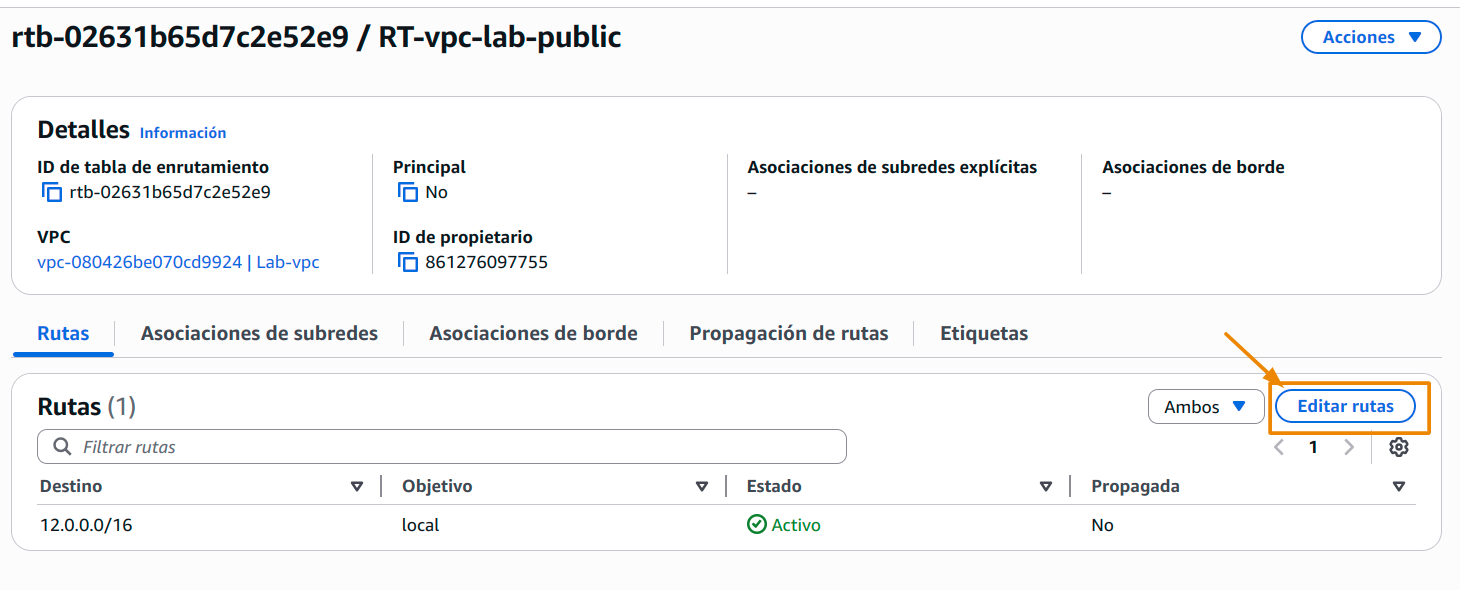 rtb-02631b65d7c2e52e9 / RT-vpc-lab-public
Acciones
Detalles Información
ID de tabla de enrutamiento
rtb-02631b65d7c2e52e9
Principal
No
Asociaciones de subredes explícitas
–
Asociaciones de borde
–
VPC
vpc-080426be070cd9924 | Lab-vpc
ID de propietario
861276097755
Rutas Asociaciones de subredes Asociaciones de borde Propagación de rutas Etiquetas
Rutas (1)
Ambos
Editar rutas
Filtrar rutas
1
Destino Objetivo Estado Propagada
12.0.0.0/16 local Activo No